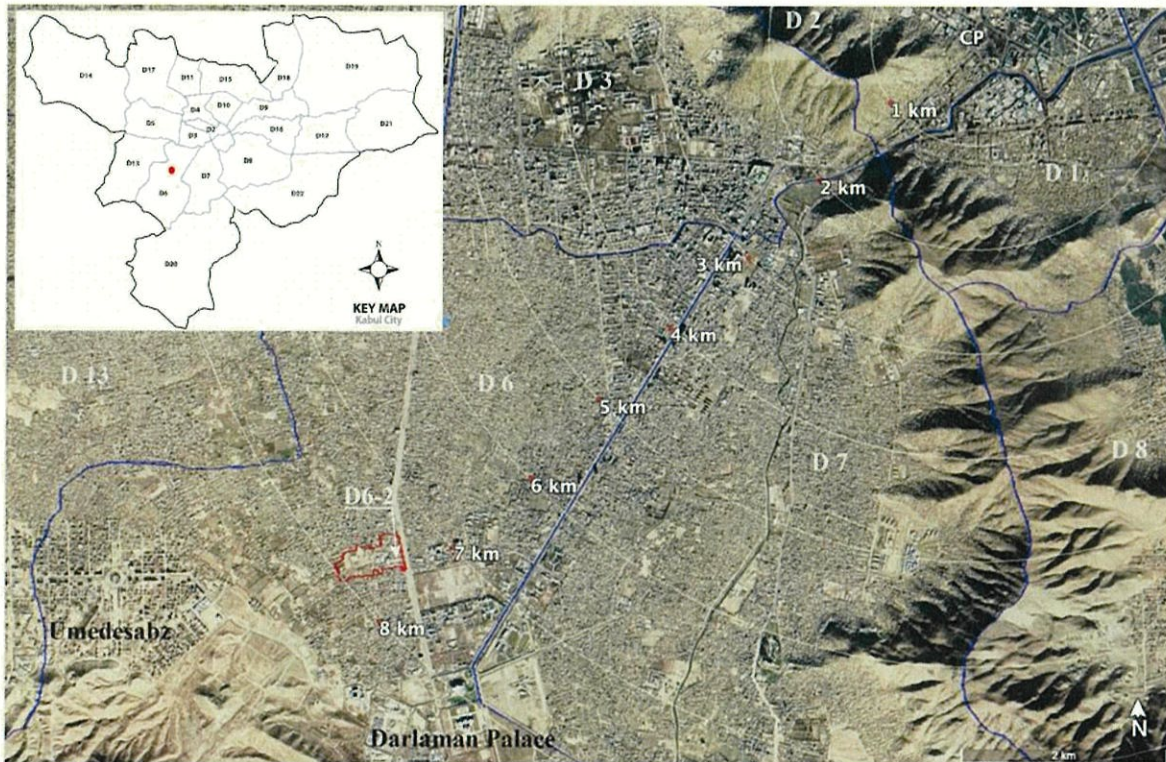 D14
D17
D11
D15
D18
D19
D4
D10
D9
D5
D3
D2
D16
D12
D21
D13
D6
D7
D8
D22
D20
N
KEY MAP
Kabul City
D 2
CP
D 3
1 km
D 1
2 km
3 km
4 km
D 13
D 6
5 km
D 7
D 8
6 km
D6-2
7 km
Umedesabz
8 km
Darlaman Palace
N
2 km